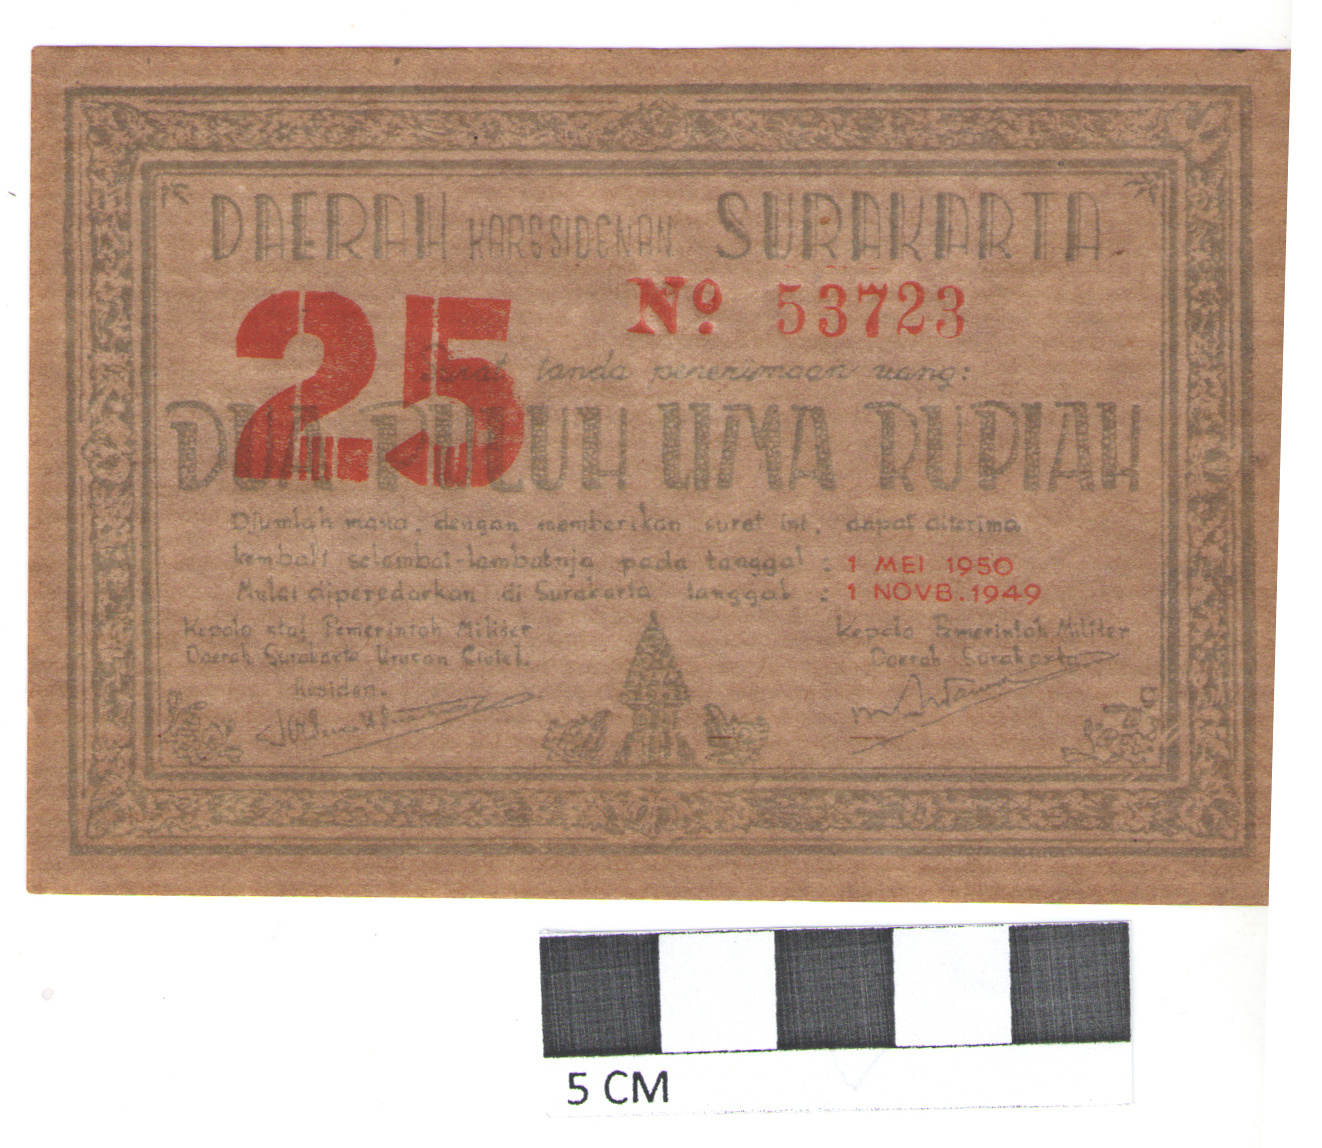 DAERAH KARESIDENAN SURAKARTA.
25
No. 53723
Surat tanda penerimaan uang:
DUA PULUH LIMA RUPIAH
Djumlah mana, dengan memberikan surat ini, dapat diterima
kembali selambat-lambatnja pada tanggal : 1 MEI 1950
Mulai diperedarkan di Surakarta tanggal : 1 NOVB. 1949
Kepala staf Pemerintah Militer
Daerah Surakarta Urusan Civiel.
Residen.
Kepala Pemerintah Militer
Daerah Surakarta.
5 CM